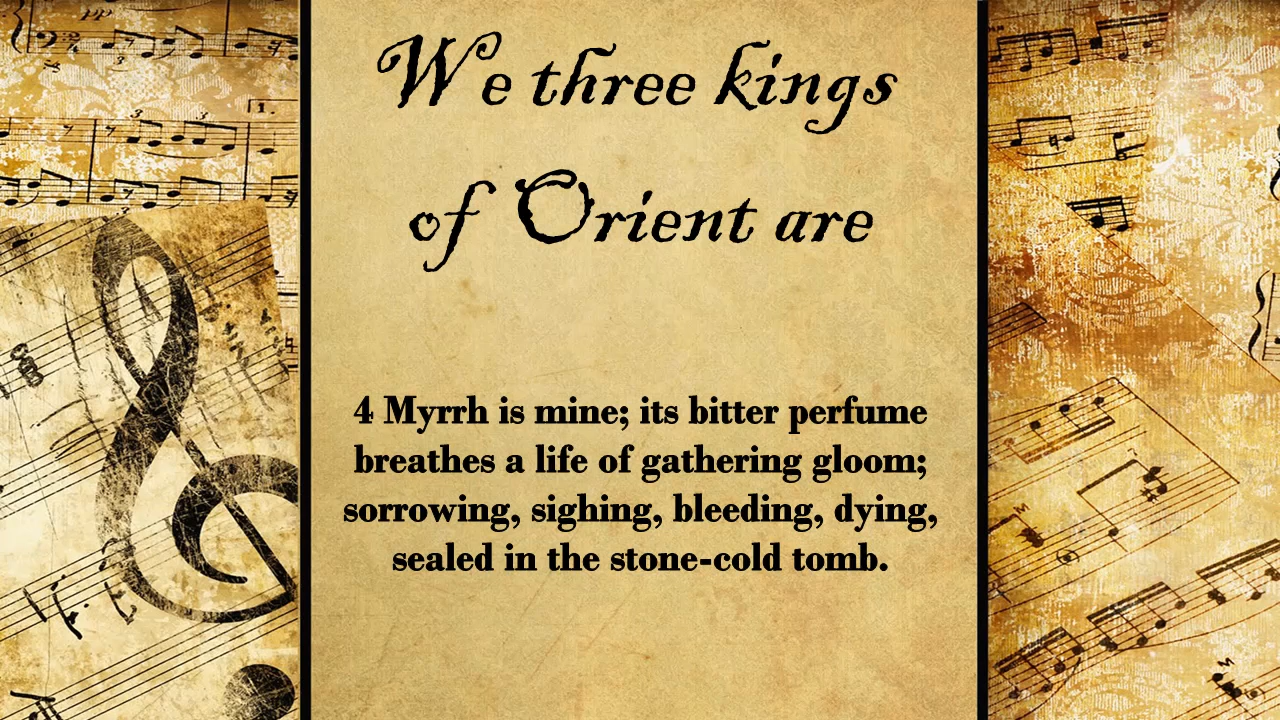 We three kings
of Orient are
4 Myrrh is mine; its bitter perfume
breathes a life of gathering gloom;
sorrowing, sighing, bleeding, dying,
sealed in the stone-cold tomb.